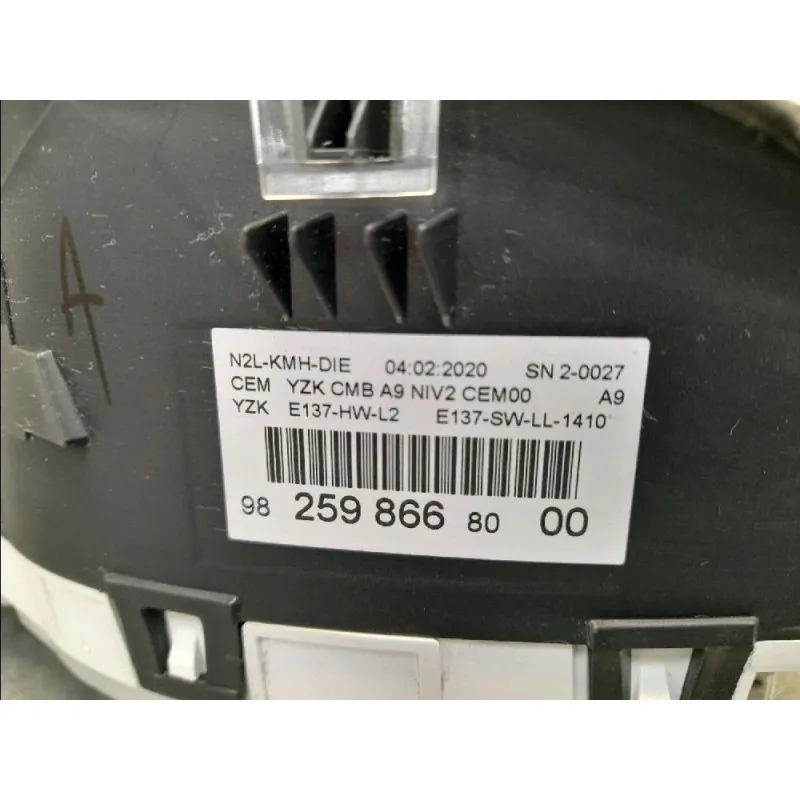 A
N2L-KMH-DIE 04:02:2020 SN 2-0027
CEM YZK CMB A9 NIV2 CEM00 A9
YZK E137-HW-L2 E137-SW-LL-1410
98 259 866 80 00